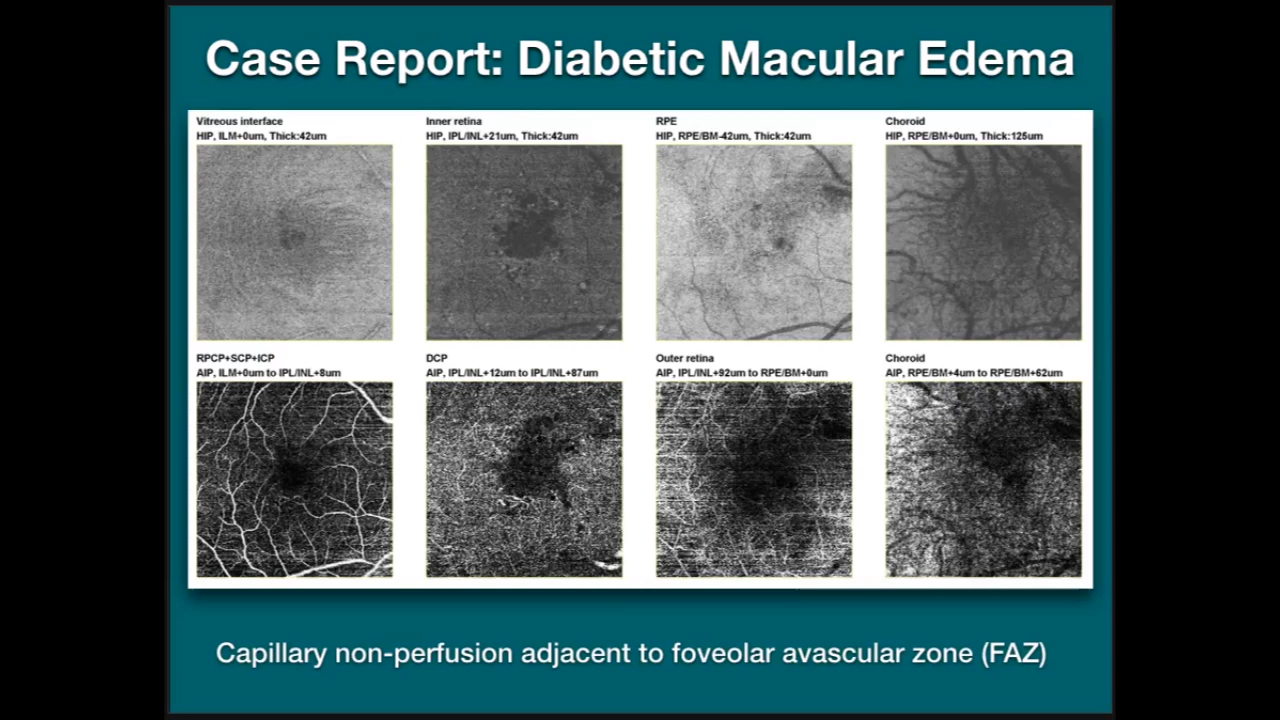 Case Report: Diabetic Macular Edema
Vitreous interface
HIP, ILM+0um, Thick:42um
Inner retina
HIP, IPL/INL+21um, Thick:42um
RPE
HIP, RPE/BM-42um, Thick:42um
Choroid
HIP, RPE/BM+0um, Thick:125um
RPCP+SCP+ICP
AIP, ILM+0um to IPL/INL+8um
DCP
AIP, IPL/INL+12um to IPL/INL+87um
Outer retina
AIP, IPL/INL+92um to RPE/BM+0um
Choroid
AIP, RPE/BM+4um to RPE/BM+62um
Capillary non-perfusion adjacent to foveolar avascular zone (FAZ)